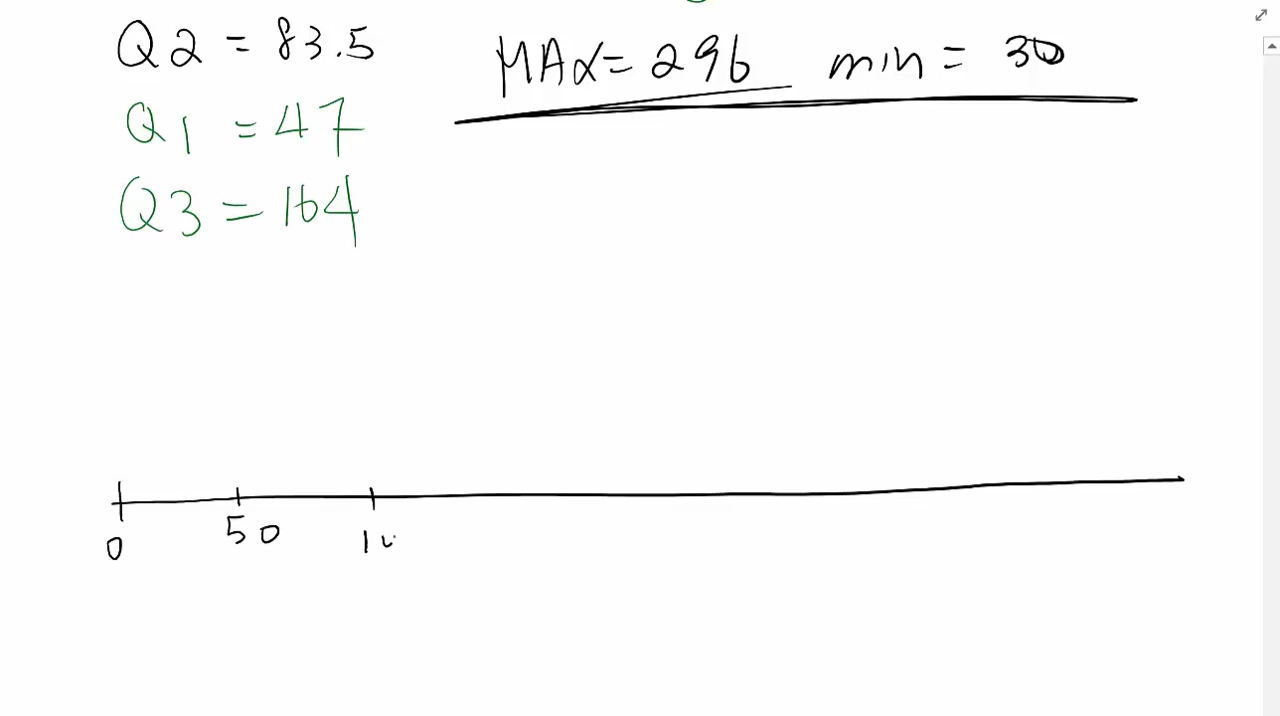 Q2 = 83.5
MAX = 296 min = 30
Q1 = 47
Q3 = 164
0 50